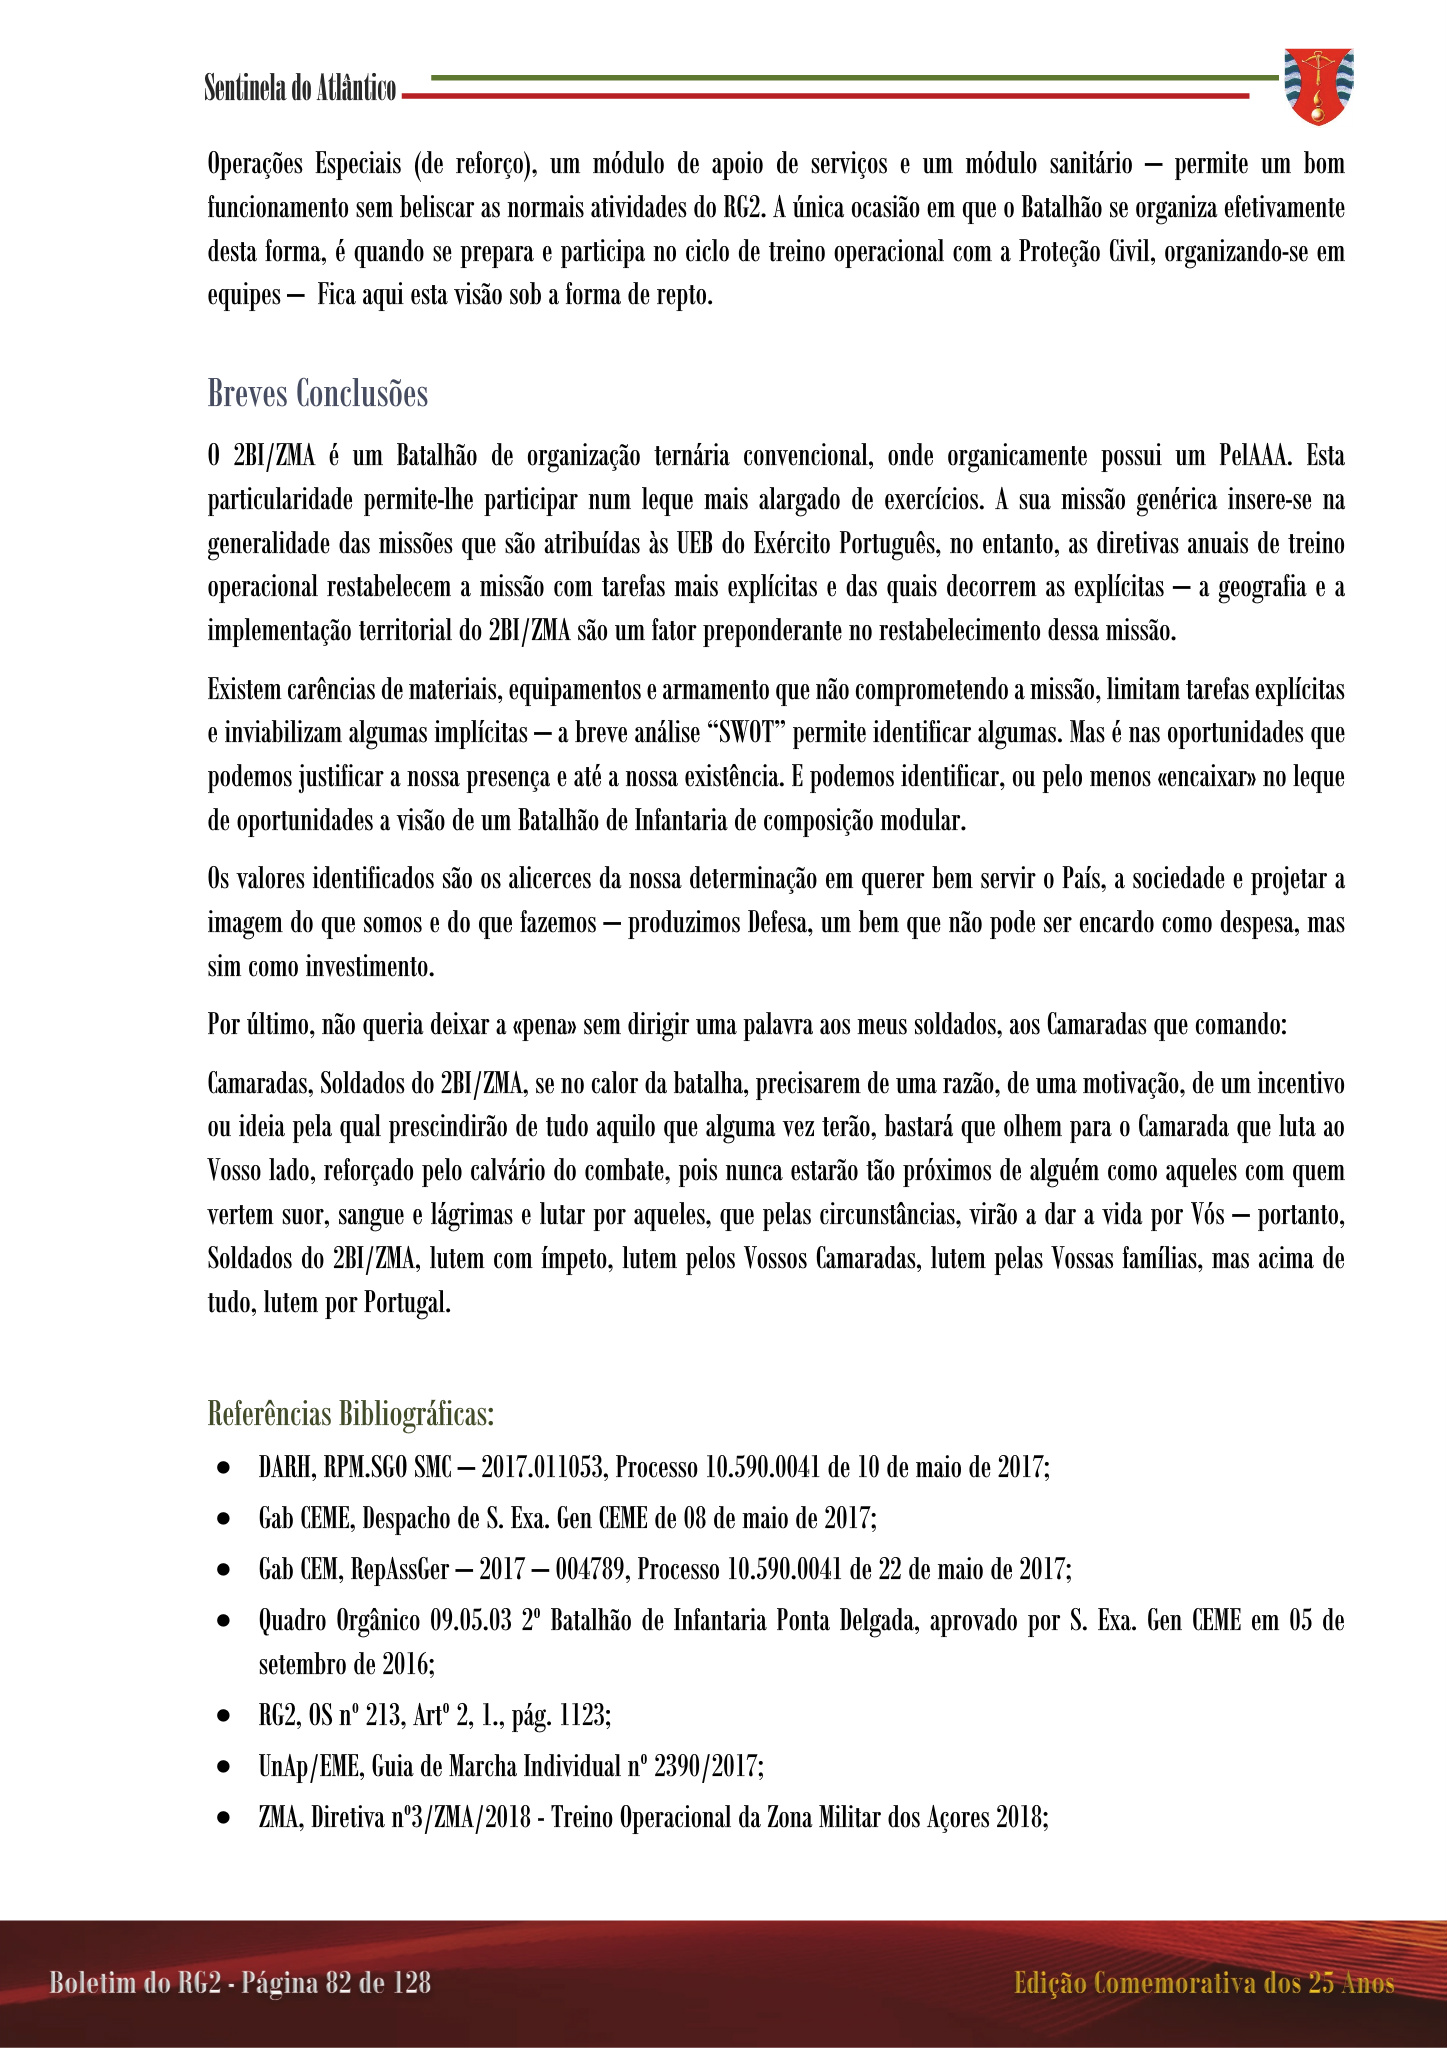 Sentinela do Atlântico
Operações Especiais (de reforço), um módulo de apoio de serviços e um módulo sanitário – permite um bom
funcionamento sem beliscar as normais atividades do RG2. A única ocasião em que o Batalhão se organiza efetivamente
desta forma, é quando se prepara e participa no ciclo de treino operacional com a Proteção Civil, organizando-se em
equipes – Fica aqui esta visão sob a forma de repto.
Breves Conclusões
O 2BI/ZMA é um Batalhão de organização ternária convencional, onde organicamente possui um PelAAA. Esta
particularidade permite-lhe participar num leque mais alargado de exercícios. A sua missão genérica insere-se na
generalidade das missões que são atribuídas às UEB do Exército Português, no entanto, as diretivas anuais de treino
operacional restabelecem a missão com tarefas mais explícitas e das quais decorrem as explícitas – a geografia e a
implementação territorial do 2BI/ZMA são um fator preponderante no restabelecimento dessa missão.
Existem carências de materiais, equipamentos e armamento que não comprometendo a missão, limitam tarefas explícitas
e inviabilizam algumas implícitas – a breve análise “SWOT” permite identificar algumas. Mas é nas oportunidades que
podemos justificar a nossa presença e até a nossa existência. E podemos identificar, ou pelo menos «encaixar» no leque
de oportunidades a visão de um Batalhão de Infantaria de composição modular.
Os valores identificados são os alicerces da nossa determinação em querer bem servir o País, a sociedade e projetar a
imagem do que somos e do que fazemos – produzimos Defesa, um bem que não pode ser encardo como despesa, mas
sim como investimento.
Por último, não queria deixar a «pena» sem dirigir uma palavra aos meus soldados, aos Camaradas que comando:
Camaradas, Soldados do 2BI/ZMA, se no calor da batalha, precisarem de uma razão, de uma motivação, de um incentivo
ou ideia pela qual prescindirão de tudo aquilo que alguma vez terão, bastará que olhem para o Camarada que luta ao
Vosso lado, reforçado pelo calvário do combate, pois nunca estarão tão próximos de alguém como aqueles com quem
vertem suor, sangue e lágrimas e lutar por aqueles, que pelas circunstâncias, virão a dar a vida por Vós – portanto,
Soldados do 2BI/ZMA, lutem com ímpeto, lutem pelos Vossos Camaradas, lutem pelas Vossas famílias, mas acima de
tudo, lutem por Portugal.
Referências Bibliográficas:
● DARH, RPM.SGO SMC – 2017.011053, Processo 10.590.0041 de 10 de maio de 2017;
● Gab CEME, Despacho de S. Exa. Gen CEME de 08 de maio de 2017;
● Gab CEM, RepAssGer – 2017 – 004789, Processo 10.590.0041 de 22 de maio de 2017;
● Quadro Orgânico 09.05.03 2º Batalhão de Infantaria Ponta Delgada, aprovado por S. Exa. Gen CEME em 05 de
setembro de 2016;
● RG2, OS nº 213, Artº 2, 1., pág. 1123;
● UnAp/EME, Guia de Marcha Individual nº 2390/2017;
● ZMA, Diretiva nº3/ZMA/2018 - Treino Operacional da Zona Militar dos Açores 2018;
Boletim do RG2 - Página 82 de 128
Edição Comemorativa dos 25 Anos